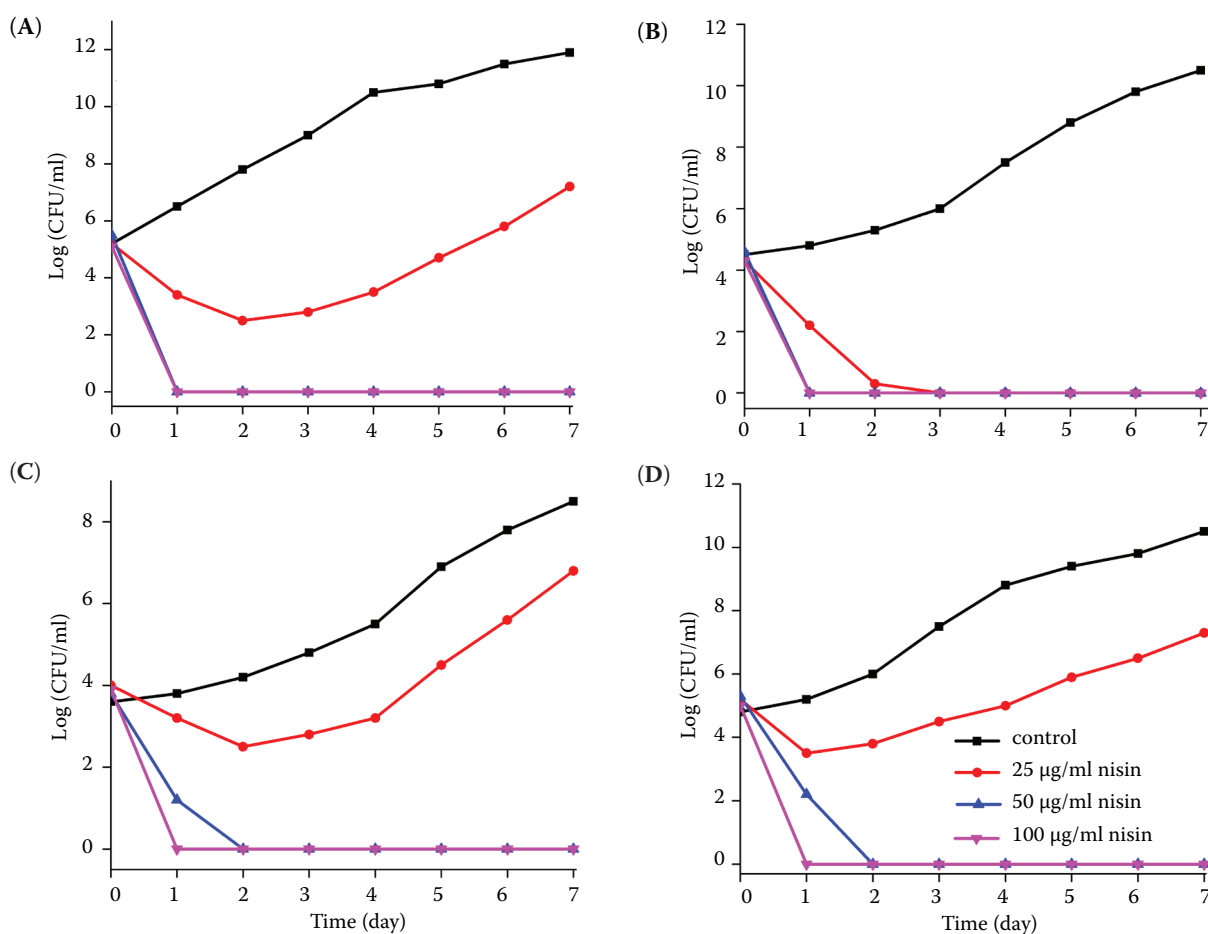 (A)
12
10
8
6
4
2
0
Log (CFU/ml)
0 1 2 3 4 5 6 7
(B)
12
10
8
6
4
2
0
Log (CFU/ml)
0 1 2 3 4 5 6 7
(C)
8
6
4
2
0
Log (CFU/ml)
0 1 2 3 4 5 6 7
Time (day)
(D)
12
10
8
6
4
2
0
Log (CFU/ml)
control
25 µg/ml nisin
50 µg/ml nisin
100 µg/ml nisin
0 1 2 3 4 5 6 7
Time (day)